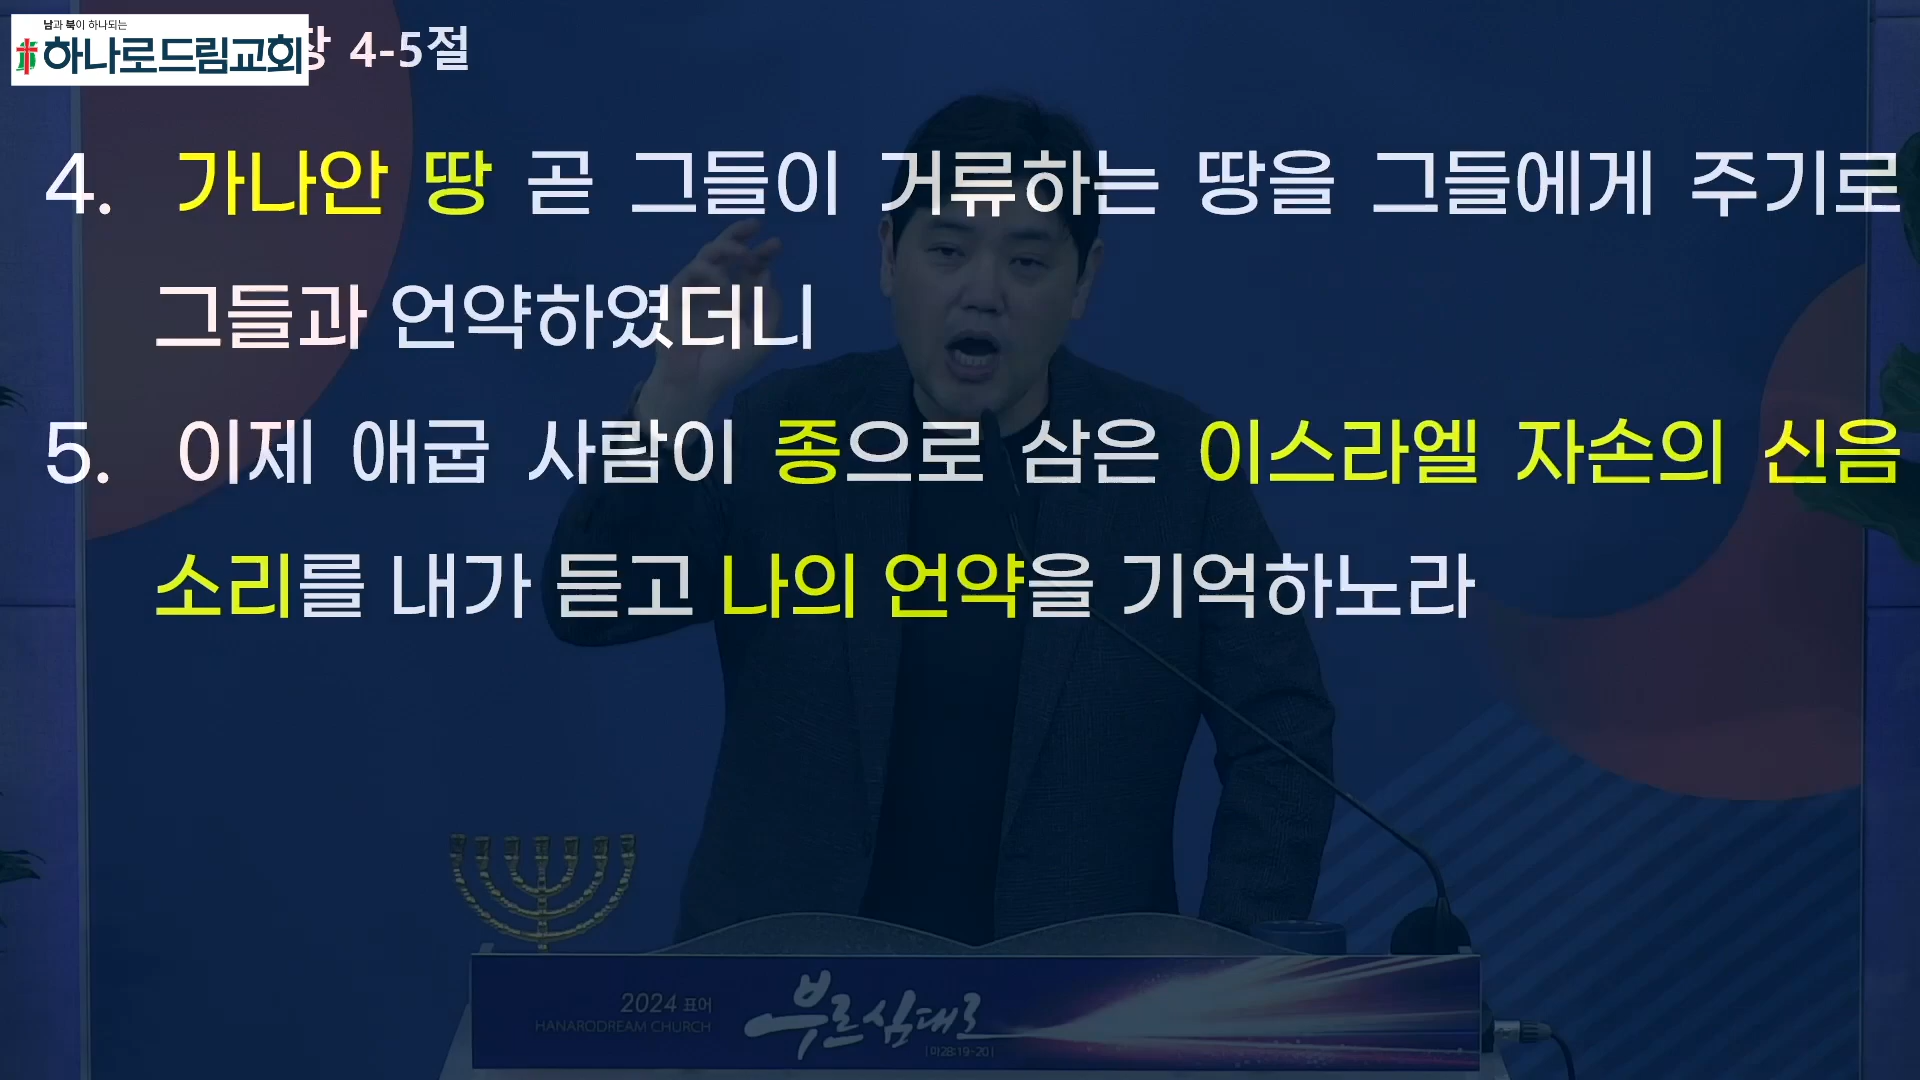 남과 북이 하나되는
하나로드림교회
장 4-5절
4. 가나안 땅 곧 그들이 거류하는 땅을 그들에게 주기로
그들과 언약하였더니
5. 이제 애굽 사람이 종으로 삼은 이스라엘 자손의 신음
소리를 내가 듣고 나의 언약을 기억하노라
2024 표어
HANARODREAM CHURCH
부르심대로
(마28:19-20)